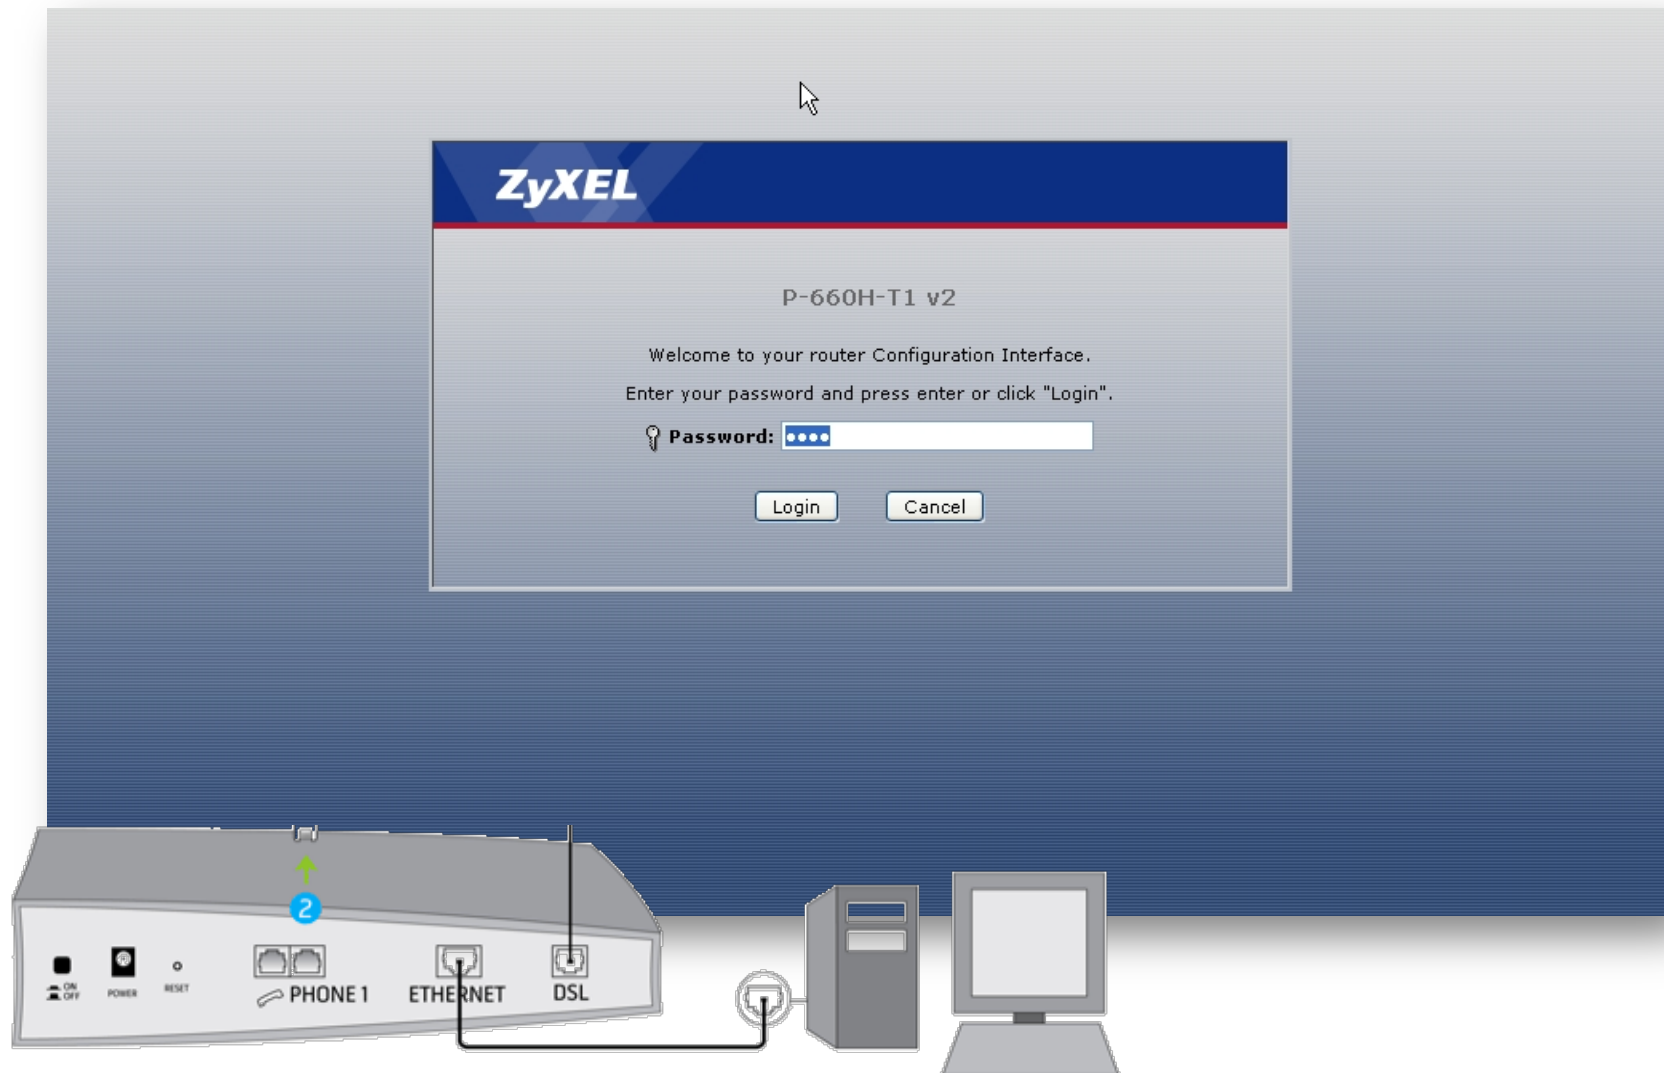 ZyXEL
P-660H-T1 v2
Welcome to your router Configuration Interface.
Enter your password and press enter or click "Login".
Password: ••••
Login Cancel
2
ON
OFF
POWER
RESET
PHONE 1
ETHERNET
DSL